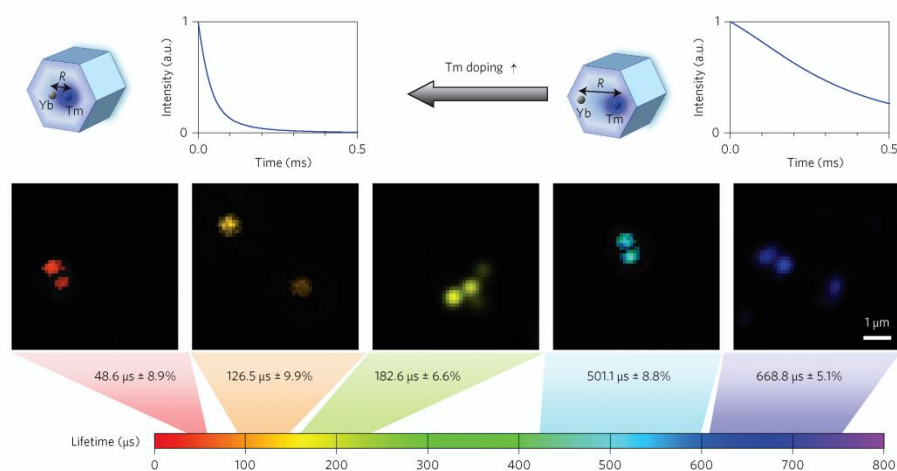 1
Intensity (a.u.)
0
0.0
0.5
Time (ms)
R
Yb
Tm
Tm doping ↑
R
Yb
Tm
1
Intensity (a.u.)
0
0.0
0.5
Time (ms)
1 µm
48.6 µs ± 8.9%
126.5 µs ± 9.9%
182.6 µs ± 6.6%
501.1 µs ± 8.8%
668.8 µs ± 5.1%
Lifetime (µs)
0 100 200 300 400 500 600 700 800